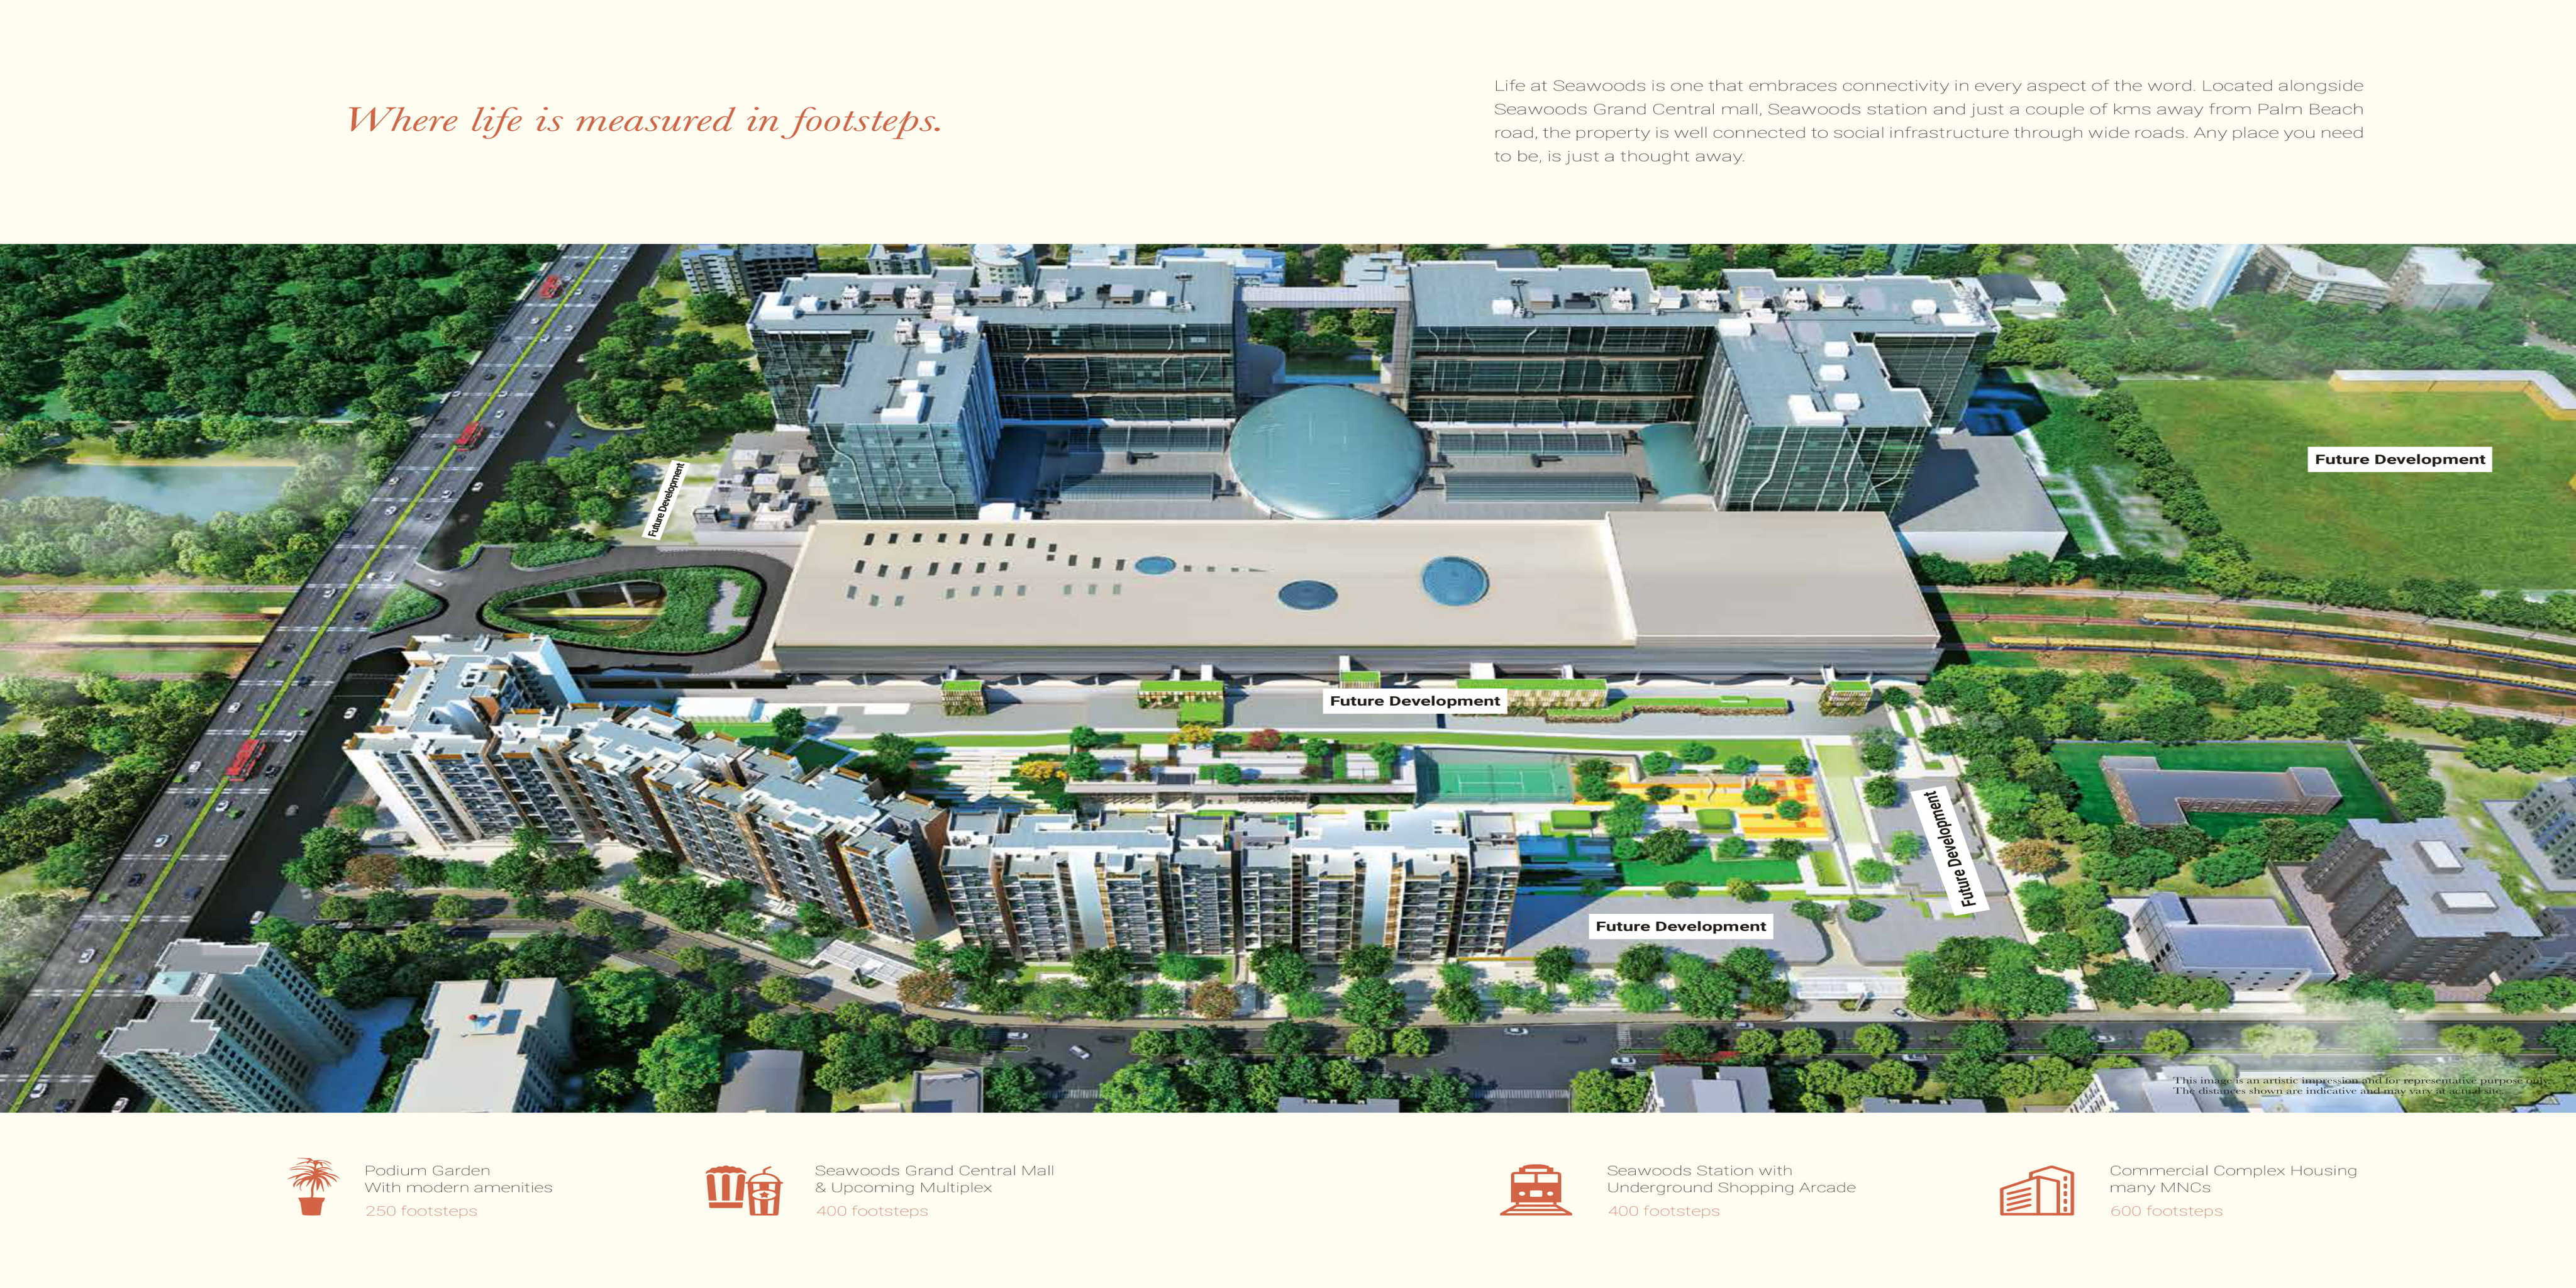 Where life is measured in footsteps.
Life at Seawoods is one that embraces connectivity in every aspect of the word. Located alongside
Seawoods Grand Central mall, Seawoods station and just a couple of kms away from Palm Beach
road, the property is well connected to social infrastructure through wide roads. Any place you need
to be, is just a thought away.
Future Development
Future Development
Future Development
Future Development
Future Development
This image is an artistic impression and for representative purpose only.
The distances shown are indicative and may vary at actual site.
Podium Garden
With modern amenities
250 footsteps
Seawoods Grand Central Mall
& Upcoming Multiplex
400 footsteps
Seawoods Station with
Underground Shopping Arcade
400 footsteps
Commercial Complex Housing
many MNCs
600 footsteps